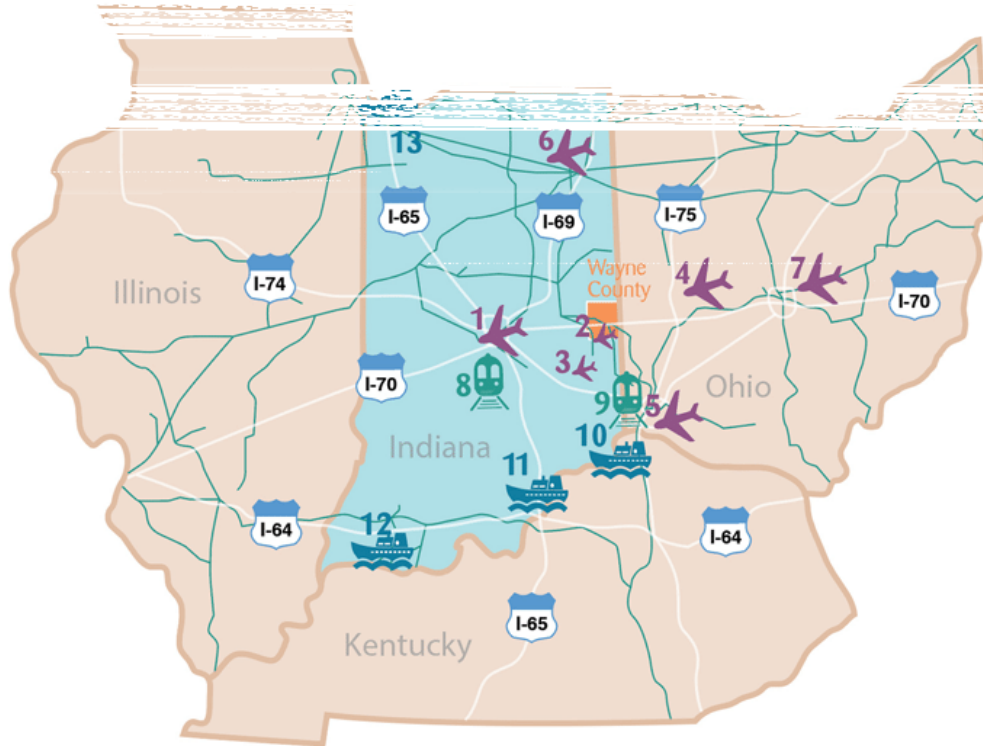 13
6
I-65
I-69
I-75
Illinois
I-74
Wayne
County
4
7
I-70
1
2
3
8
I-70
9
5
Ohio
Indiana
10
11
I-64
12
I-64
I-65
Kentucky